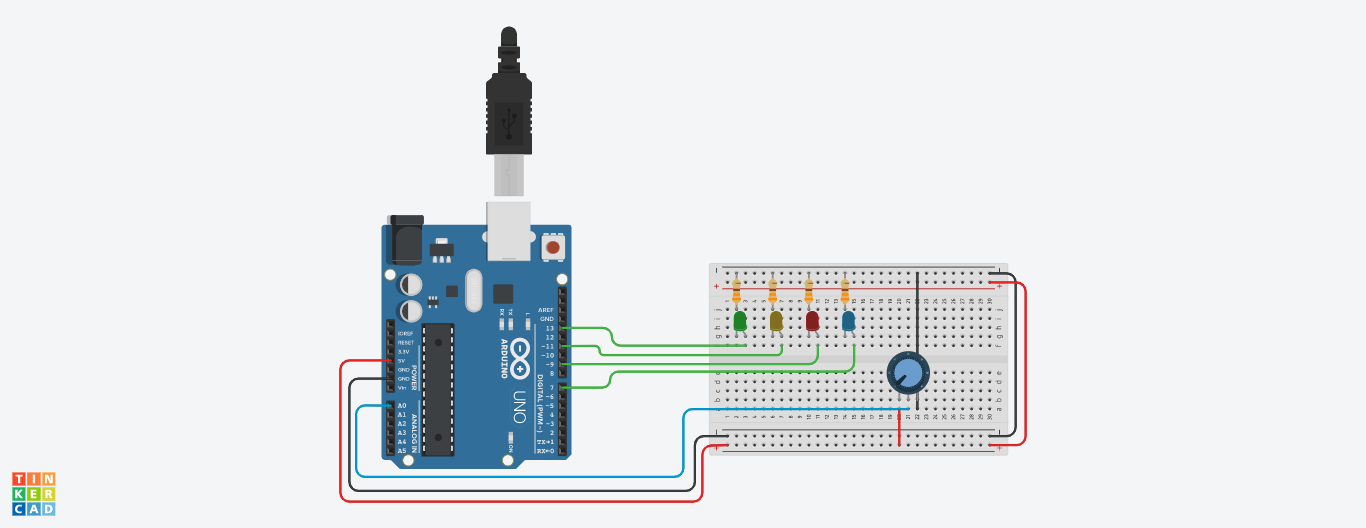 AREF
GND
13
12
~11
~10
~9
8
7
~6
~5
4
~3
2
TX→1
RX←0
DIGITAL (PWM~)
IOREF
RESET
3.3V
5V
GND
GND
Vin
POWER
A0
A1
A2
A3
A4
A5
ANALOG IN
RX
TX
L
ARDUINO
UNO
ON
TIN
KER
CAD